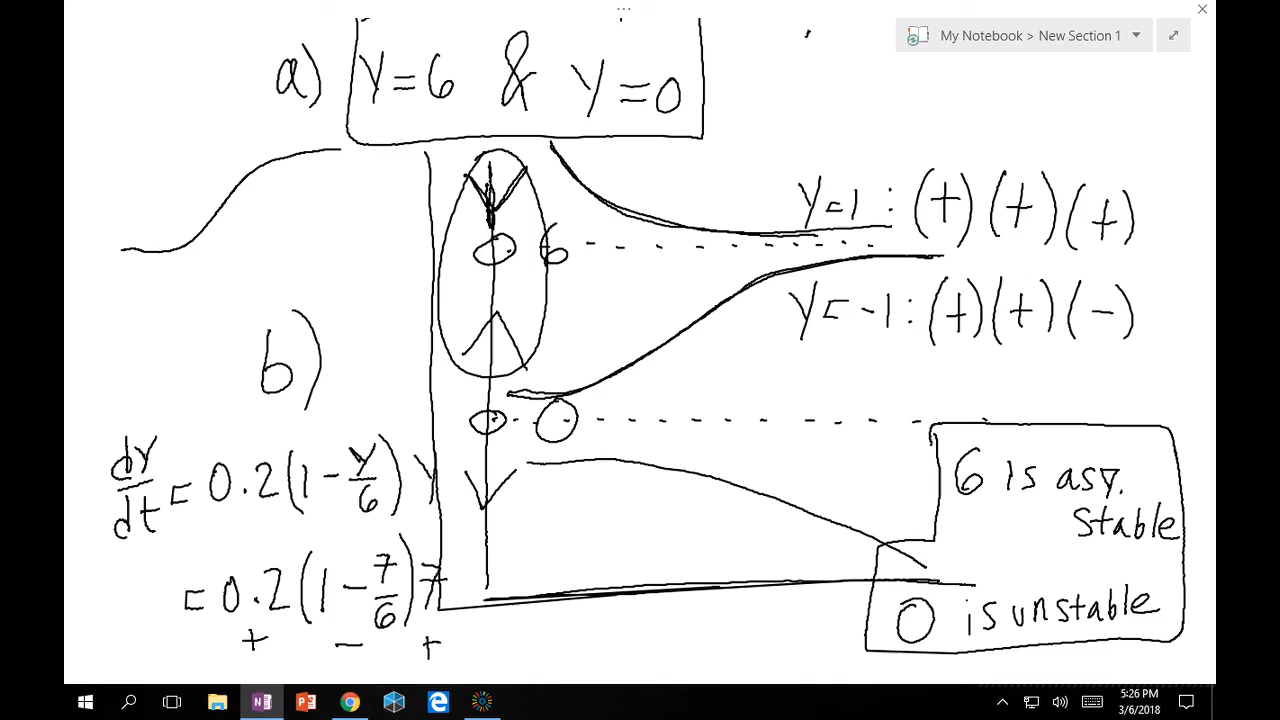 My Notebook > New Section 1
a) y=6 & y=0
6
y=1 : (+)(+)(+)
y=-1 : (+)(+)(-)
b)
0
dy/dt = 0.2(1-y/6)y
= 0.2(1-7/6)7
+ - +
6 is asy.
stable
0 is unstable
5:26 PM
3/6/2018